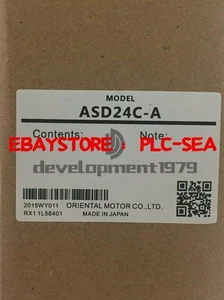 MODEL
ASD24C-A
Contents:
Note:
EBAYSTORE : PLC-SEA
development1979
2015WY011 ORIENTAL MOTOR CO.,LTD.
RX1 1L58401 MADE IN JAPAN